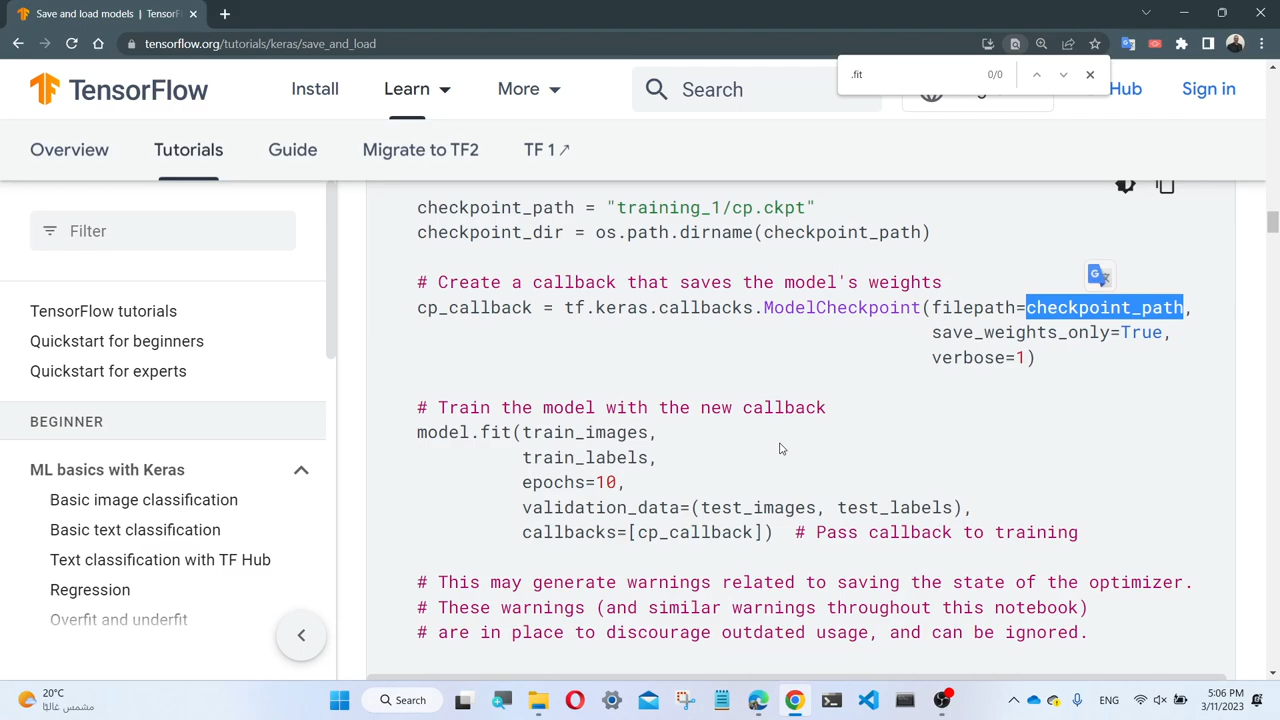 Save and load models | TensorF
tensorflow.org/tutorials/keras/save_and_load
.fit 0/0
TensorFlow Install Learn More Search Hub Sign in
Overview Tutorials Guide Migrate to TF2 TF 1↗
Filter
TensorFlow tutorials
Quickstart for beginners
Quickstart for experts
BEGINNER
ML basics with Keras
Basic image classification
Basic text classification
Text classification with TF Hub
Regression
Overfit and underfit
checkpoint_path = "training_1/cp.ckpt"
checkpoint_dir = os.path.dirname(checkpoint_path)
# Create a callback that saves the model's weights
cp_callback = tf.keras.callbacks.ModelCheckpoint(filepath=checkpoint_path,
save_weights_only=True,
verbose=1)
# Train the model with the new callback
model.fit(train_images,
train_labels,
epochs=10,
validation_data=(test_images, test_labels),
callbacks=[cp_callback]) # Pass callback to training
# This may generate warnings related to saving the state of the optimizer.
# These warnings (and similar warnings throughout this notebook)
# are in place to discourage outdated usage, and can be ignored.
20°C
مشمس غالبًا
Search
ENG
5:06 PM
3/11/2023